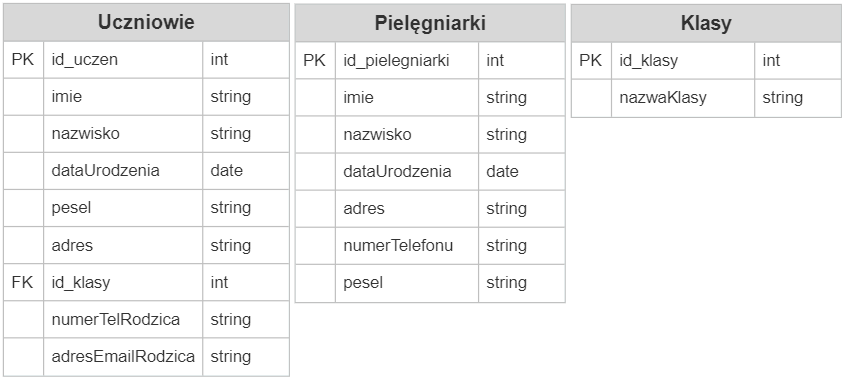 Uczniowie
PK id_uczen int
imie string
nazwisko string
dataUrodzenia date
pesel string
adres string
FK id_klasy int
numerTelRodzica string
adresEmailRodzica string
Pielęgniarki
PK id_pielegniarki int
imie string
nazwisko string
dataUrodzenia date
adres string
numerTelefonu string
pesel string
Klasy
PK id_klasy int
nazwaKlasy string